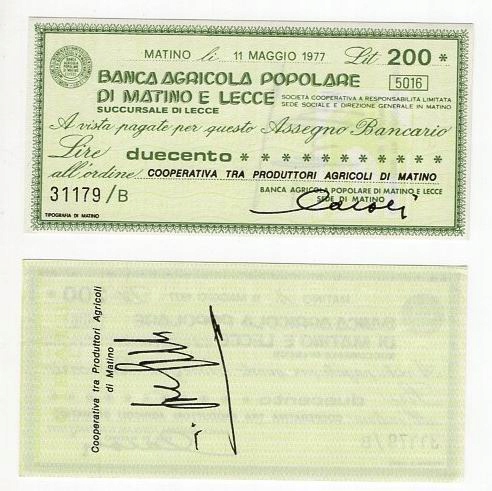 MATINO li 11 MAGGIO 1977 Lit 200 *
BANCA AGRICOLA POPOLARE
5016
DI MATINO E LECCE
SOCIETÀ COOPERATIVA A RESPONSABILITÀ LIMITATA
SEDE SOCIALE E DIREZIONE GENERALE IN MATINO
SUCCURSALE DI LECCE
A vista pagate per questo Assegno Bancario
Lire duecento * * * * * * * * * * *
all'ordine COOPERATIVA TRA PRODUTTORI AGRICOLI DI MATINO
31179/B
BANCA AGRICOLA POPOLARE DI MATINO E LECCE
SEDE DI MATINO
TIPOGRAFIA DI MATINO
Cooperativa tra Produttori Agricoli
di Matino